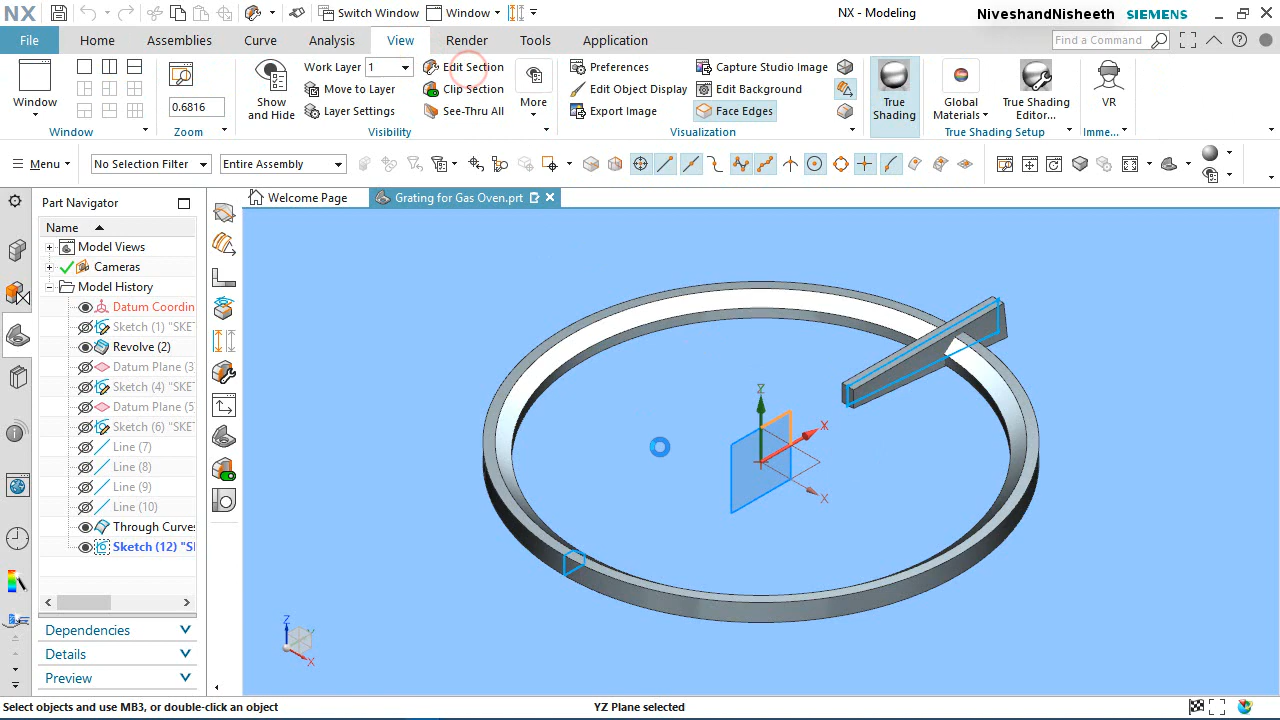 NX
Switch Window
Window
NX - Modeling
NiveshandNisheeth
SIEMENS
File
Home
Assemblies
Curve
Analysis
View
Render
Tools
Application
Find a Command
Window
0.6816
Show and Hide
Work Layer 1
Move to Layer
Layer Settings
Edit Section
Clip Section
See-Thru All
More
Preferences
Edit Object Display
Export Image
Capture Studio Image
Edit Background
Face Edges
True Shading
Global Materials
True Shading Editor...
VR
Window
Zoom
Visibility
Visualization
True Shading Setup
Imme...
Menu
No Selection Filter
Entire Assembly
Part Navigator
Welcome Page
Grating for Gas Oven.prt
Name
Model Views
Cameras
Model History
Datum Coordin
Sketch (1) "SKET
Revolve (2)
Datum Plane (3
Sketch (4) "SKET
Datum Plane (5
Sketch (6) "SKET
Line (7)
Line (8)
Line (9)
Line (10)
Through Curves
Sketch (12) "S
Dependencies
Details
Preview
Z
X
X
Z
Y
X
Select objects and use MB3, or double-click an object
YZ Plane selected